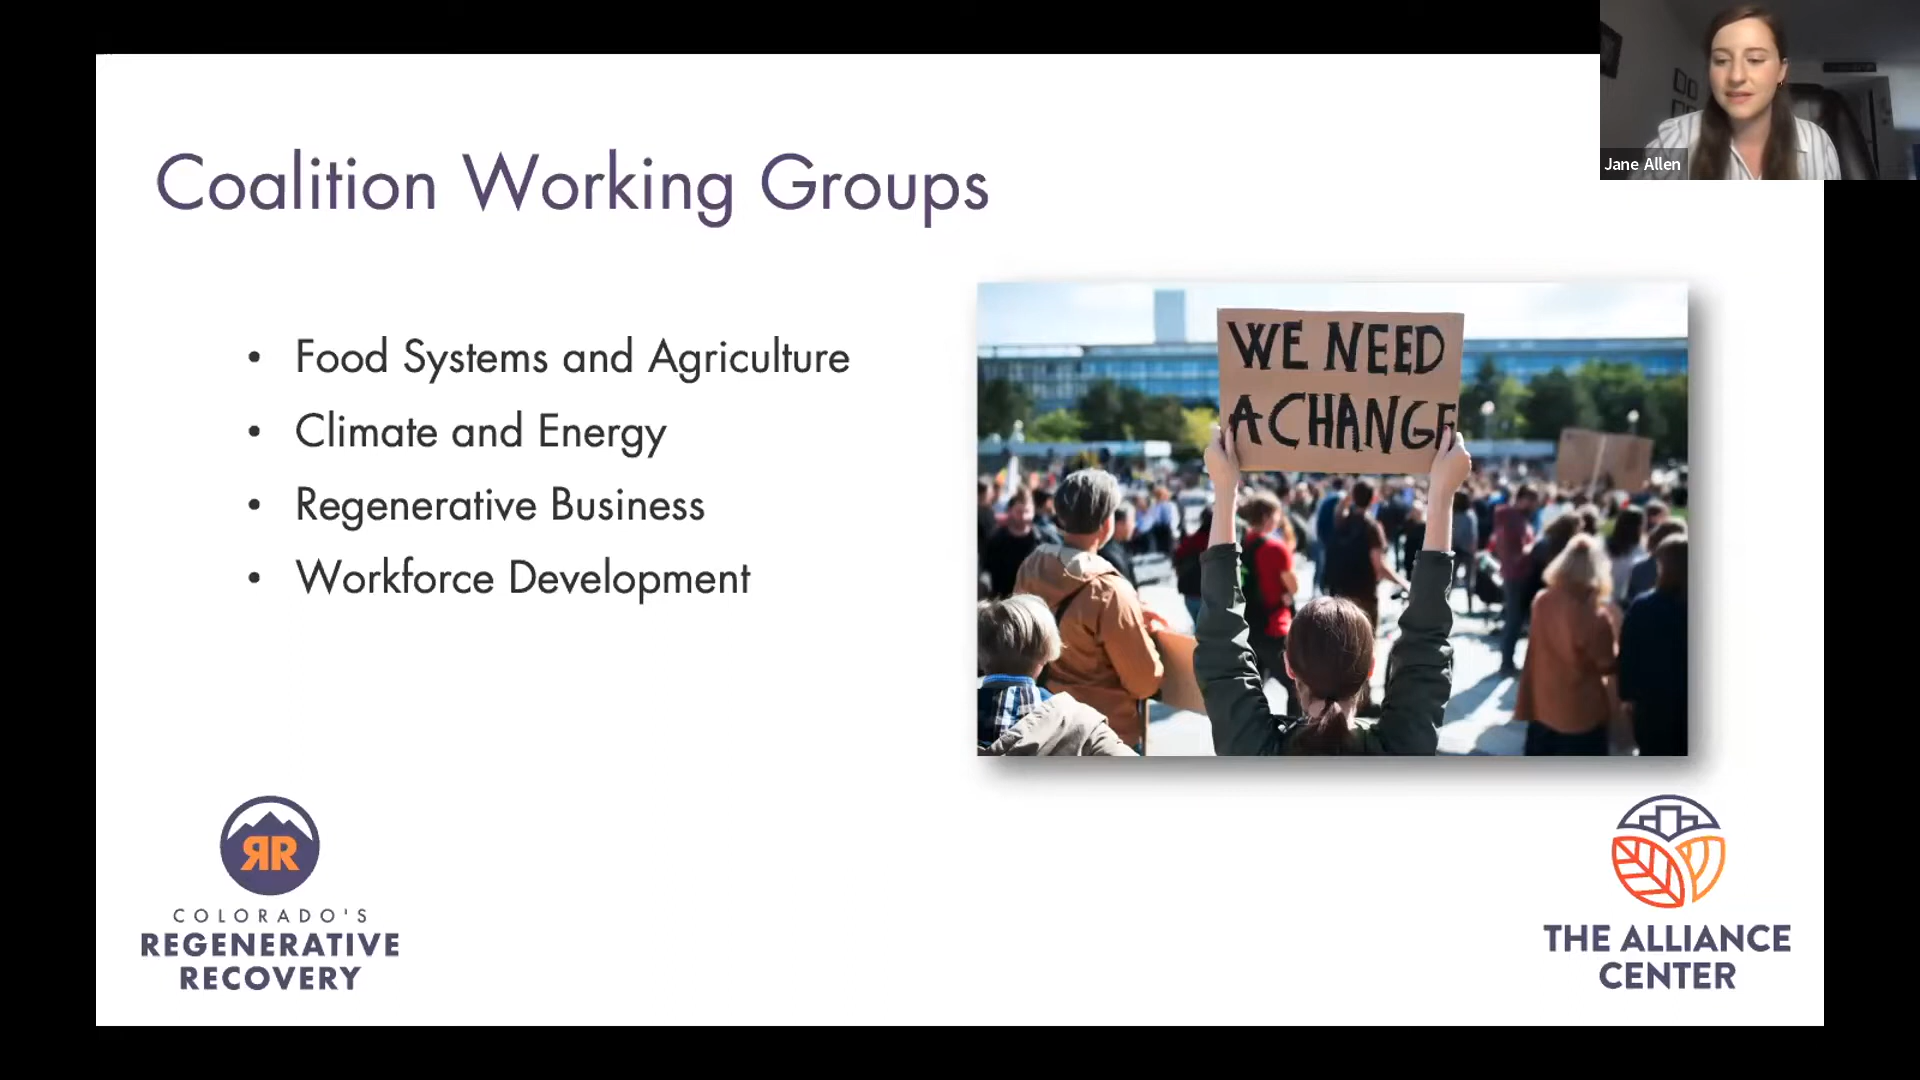 Coalition Working Groups
Jane Allen
• Food Systems and Agriculture
• Climate and Energy
• Regenerative Business
• Workforce Development
WE NEED
A CHANGE
RR
COLORADO'S
REGENERATIVE
RECOVERY
THE ALLIANCE
CENTER